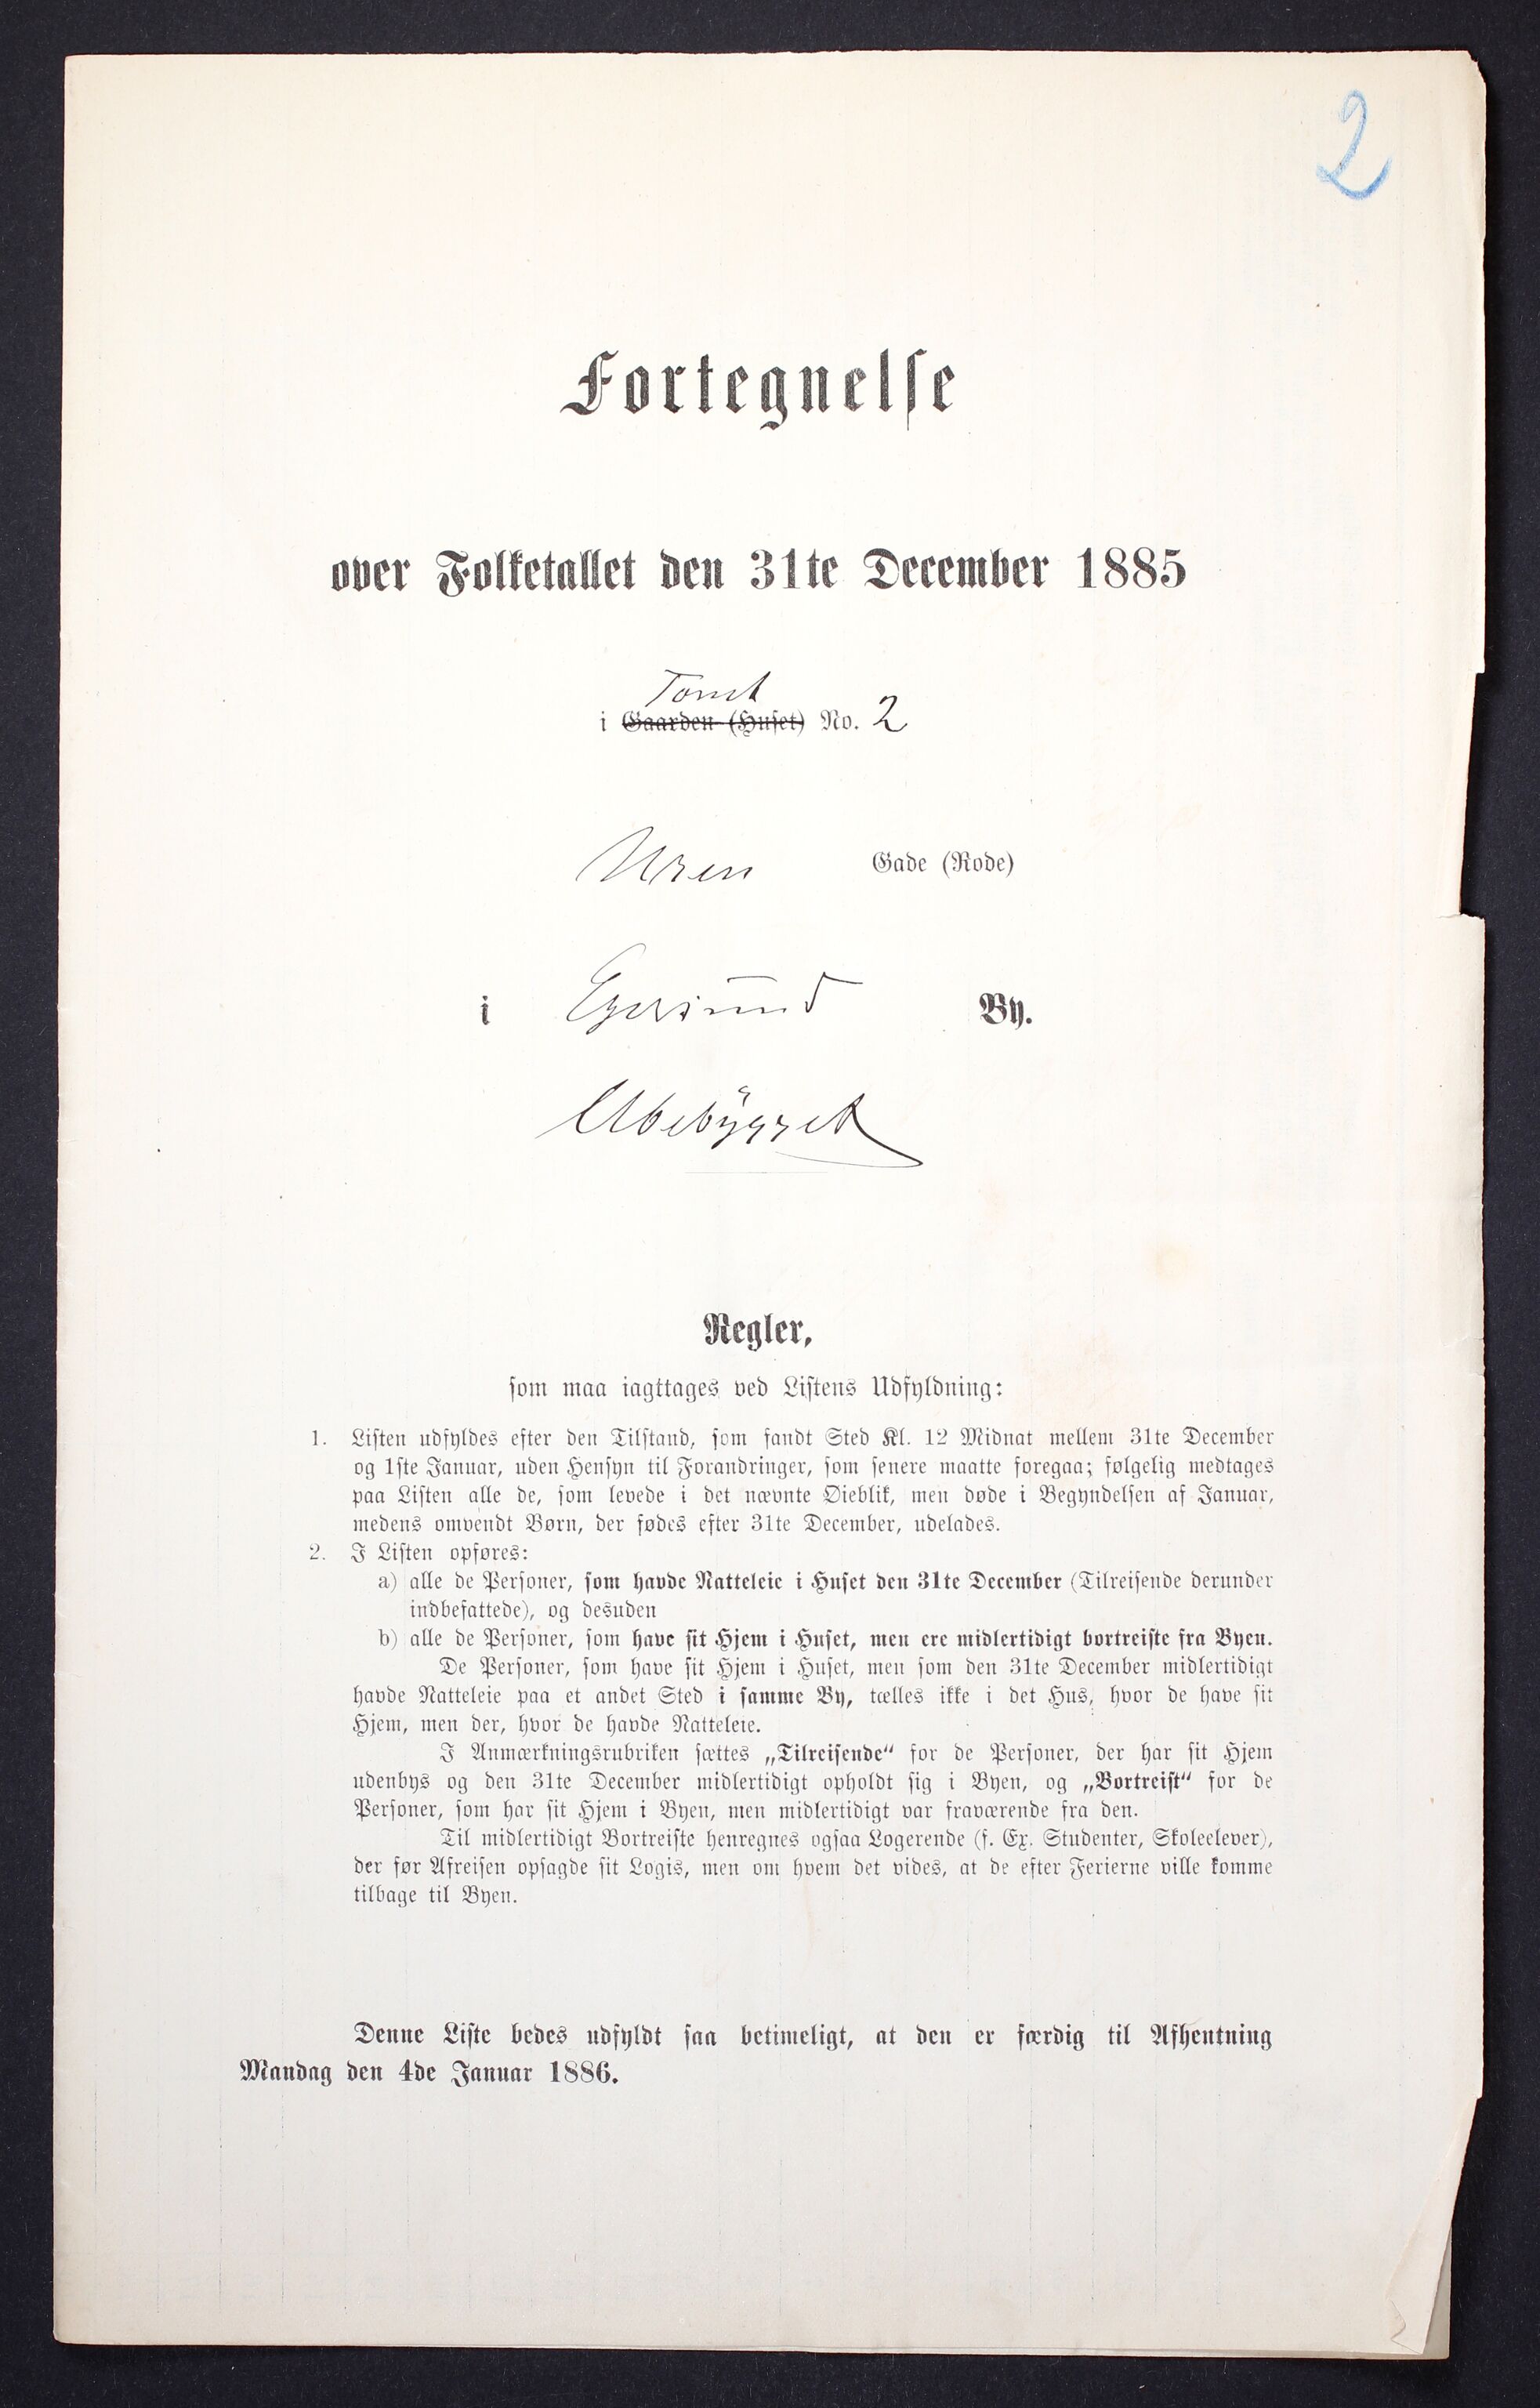 2
Fortegnelse
over Folketallet den 31te December 1885
Tomt
i Gaarden (Huset) No. 2
Uren Gade (Rode)
i Egersund By.
Ubebygget
Regler,
som maa iagttages ved Listens Udfyldning:
1. Listen udfyldes efter den Tilstand, som fandt Sted Kl. 12 Midnat mellem 31te December
og 1ste Januar, uden Hensyn til Forandringer, som senere maatte foregaa; følgelig medtages
paa Listen alle de, som levede i det nævnte Øieblik, men døde i Begyndelsen af Januar,
medens omvendt Børn, der fødes efter 31te December, udelades.
2. I Listen opføres:
a) alle de Personer, som havde Natteleie i Huset den 31te December (Tilreisende derunder
indbefattede), og desuden
b) alle de Personer, som have sit Hjem i Huset, men ere midlertidigt bortreiste fra Byen.
De Personer, som have sit Hjem i Huset, men som den 31te December midlertidigt
havde Natteleie paa et andet Sted i samme By, tælles ikke i det Hus, hvor de have sit
Hjem, men der, hvor de havde Natteleie.
I Anmærkningsrubriken sættes „Tilreisende“ for de Personer, der har sit Hjem
udenbys og den 31te December midlertidigt opholdt sig i Byen, og „Bortreist“ for de
Personer, som har sit Hjem i Byen, men midlertidigt var fraværende fra den.
Til midlertidigt Bortreiste henregnes ogsaa Logerende (f. Ex. Studenter, Skoleelever),
der før Afreisen opsagde sit Logis, men om hvem det vides, at de efter Ferierne ville komme
tilbage til Byen.
Denne Liste bedes udfyldt saa betimeligt, at den er færdig til Afhentning
Mandag den 4de Januar 1886.